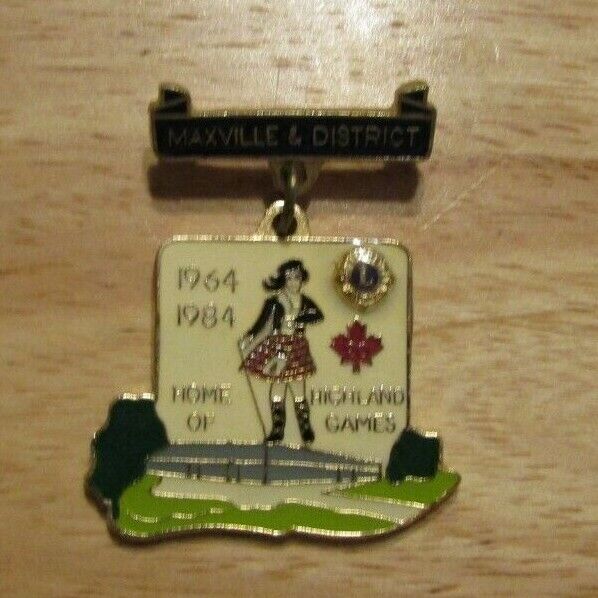 MAXVILLE & DISTRICT
1964
1984
L
HOME HIGHLAND
OF GAMES